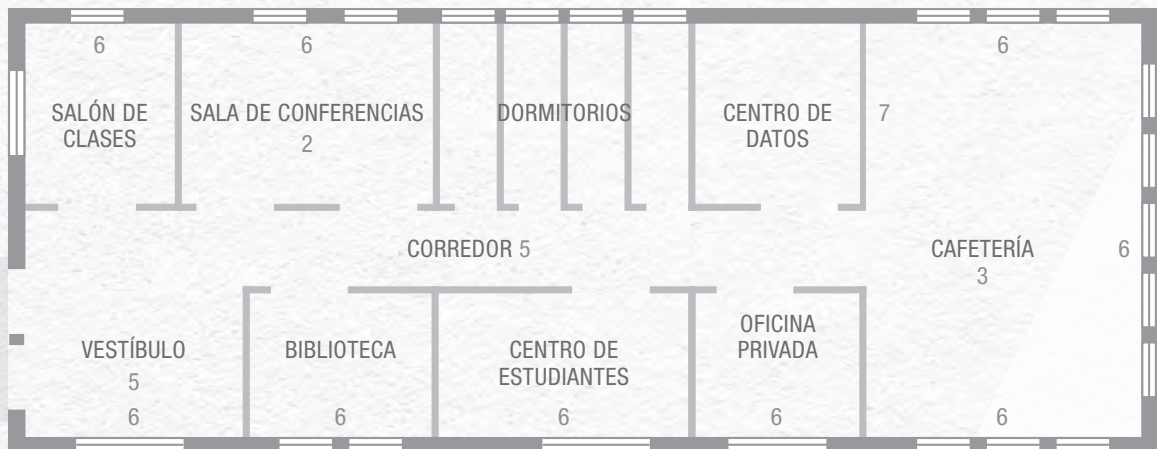 6
6
6
SALÓN DE
CLASES
SALA DE CONFERENCIAS
2
DORMITORIOS
CENTRO DE
DATOS
7
CORREDOR 5
CAFETERÍA
3
6
VESTÍBULO
5
6
BIBLIOTECA
6
CENTRO DE
ESTUDIANTES
6
OFICINA
PRIVADA
6
6